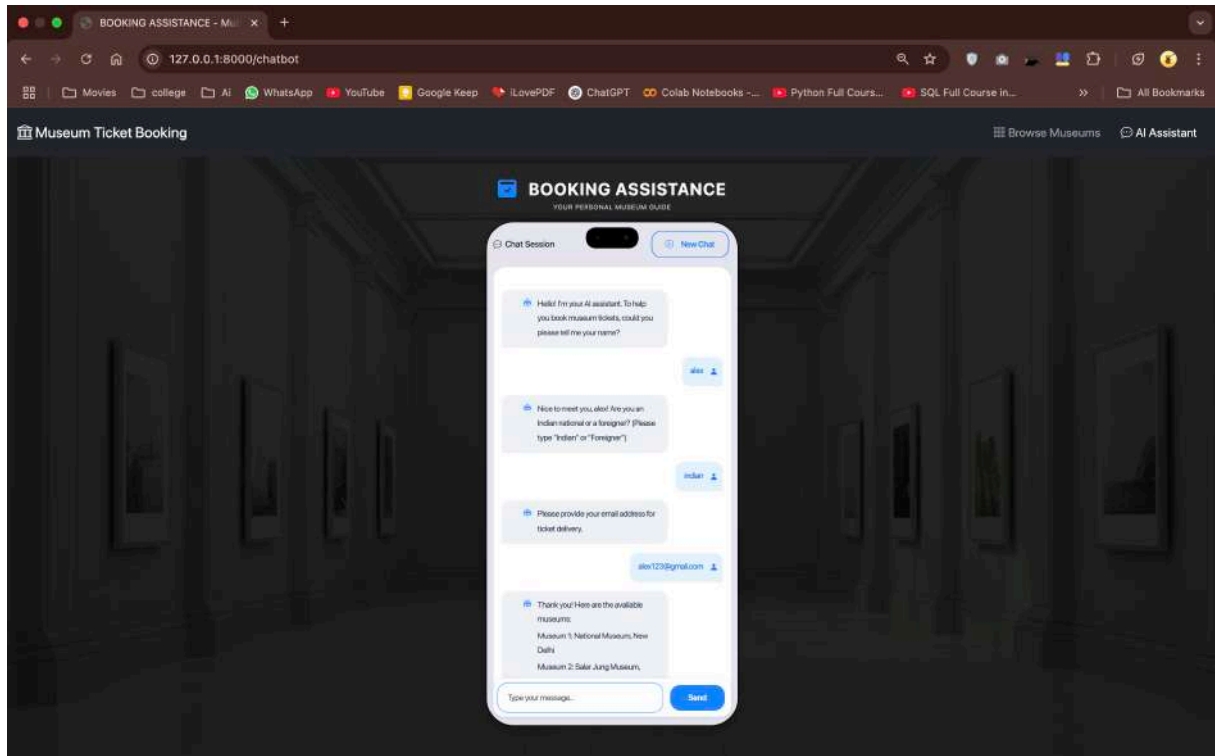 BOOKING ASSISTANCE - Mu
127.0.0.1:8000/chatbot
Movies college Ai WhatsApp YouTube Google Keep iLovePDF ChatGPT Colab Notebooks -... Python Full Cours... SQL Full Course in... » All Bookmarks
Museum Ticket Booking Browse Museums AI Assistant
BOOKING ASSISTANCE
YOUR PERSONAL MUSEUM GUIDE
Chat Session New Chat
Hello! I'm your AI assistant. To help
you book museum tickets, could you
please tell me your name?
alex
Nice to meet you, alex! Are you an
Indian national or a foreigner? (Please
type "Indian" or "Foreigner")
indian
Please provide your email address for
ticket delivery.
alex123@gmail.com
Thank you! Here are the available
museums:
Museum 1: National Museum, New
Delhi
Museum 2: Salar Jung Museum,
Type your message...
Send